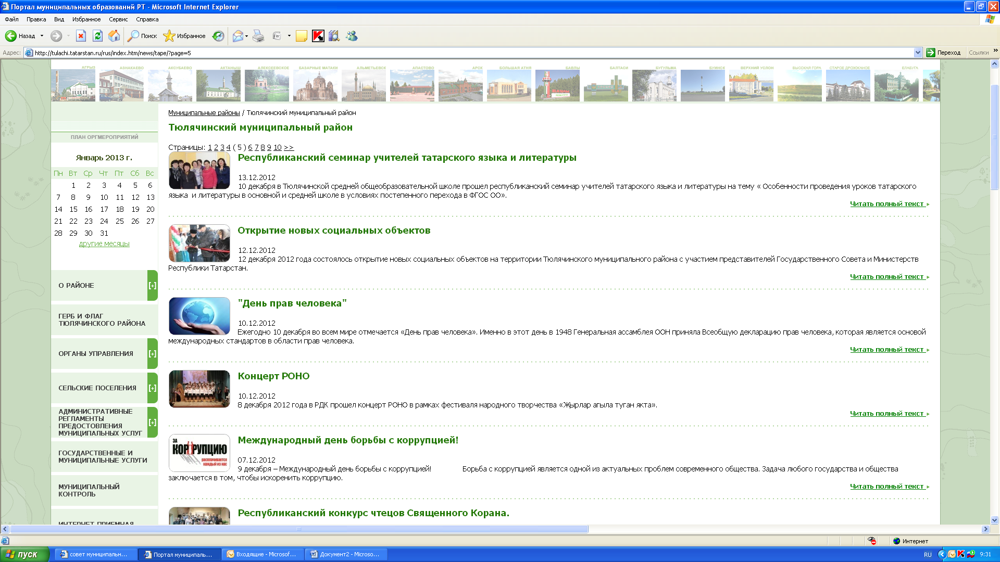 Портал муниципальных образований РТ - Microsoft Internet Explorer
Файл Правка Вид Избранное Сервис Справка
Назад Поиск Избранное
Адрес: http://tulachi.tatarstan.ru/rus/index.htm/news/tape/?page=5 Переход Ссылки »
АГРЫЗ АЗНАКАЕВО АКСУБАЕВО АКТАНЫШ АЛЕКСЕЕВСКОЕ БАЗАРНЫЕ МАТАКИ АЛЬМЕТЬЕВСК АПАСТОВО АРСК БОЛЬШАЯ АТНЯ БАВЛЫ БАЛТАСИ БУГУЛЬМА БУИНСК ВЕРХНИЙ УСЛОН ВЫСОКАЯ ГОРА СТАРОЕ ДРОЖЖАНОЕ ЕЛАБУГА
ПЛАН ОРГМЕРОПРИЯТИЙ
Январь 2013 г.
Пн Вт Ср Чт Пт Сб Вс
1 2 3 4 5 6
7 8 9 10 11 12 13
14 15 16 17 18 19 20
21 22 23 24 25 26 27
28 29 30 31
другие месяцы
О РАЙОНЕ [+]
ГЕРБ И ФЛАГ
ТЮЛЯЧИНСКОГО РАЙОНА
ОРГАНЫ УПРАВЛЕНИЯ [+]
СЕЛЬСКИЕ ПОСЕЛЕНИЯ [+]
АДМИНИСТРАТИВНЫЕ
РЕГЛАМЕНТЫ
ПРЕДОСТОВЛЕНИЯ
МУНИЦИПАЛЬНЫХ УСЛУГ [+]
ГОСУДАРСТВЕННЫЕ И
МУНИЦИПАЛЬНЫЕ УСЛУГИ
МУНИЦИПАЛЬНЫЙ
КОНТРОЛЬ
ИНТЕРНЕТ ПРИЕМНАЯ
Муниципальные районы / Тюлячинский муниципальный район
Тюлячинский муниципальный район
Страницы: 1 2 3 4 ( 5 ) 6 7 8 9 10 >>
Республиканский семинар учителей татарского языка и литературы
13.12.2012
10 декабря в Тюлячинской средней общеобразовательной школе прошел республиканский семинар учителей татарского языка и литературы на тему « Особенности проведения уроков татарского
языка и литературы в основной и средней школе в условиях постепенного перехода в ФГОС ОО».
Читать полный текст
Открытие новых социальных объектов
12.12.2012
12 декабря 2012 года состоялось открытие новых социальных объектов на территории Тюлячинского муниципального района с участием представителей Государственного Совета и Министерств
Республики Татарстан.
Читать полный текст
"День прав человека"
10.12.2012
Ежегодно 10 декабря во всем мире отмечается «День прав человека». Именно в этот день в 1948 Генеральная ассамблея ООН приняла Всеобщую декларацию прав человека, которая является основой
международных стандартов в области прав человека.
Читать полный текст
Концерт РОНО
10.12.2012
8 декабря 2012 года в РДК прошел концерт РОНО в рамках фестиваля народного творчества «Җырлар агыла туган якта».
Читать полный текст
ЗА
КОРРУПЦИЮ
расплачивается
каждый из нас
Международный день борьбы с коррупцией!
07.12.2012
9 декабря – Международный день борьбы с коррупцией! Борьба с коррупцией является одной из актуальных проблем современного общества. Задача любого государства и общества
заключается в том, чтобы искоренить коррупцию.
Читать полный текст
Республиканский конкурс чтецов Священного Корана.
Интернет
пуск совет муниципальн... Портал муниципаль... Входящие - Microsof... Документ2 - Microso... RU 9:31